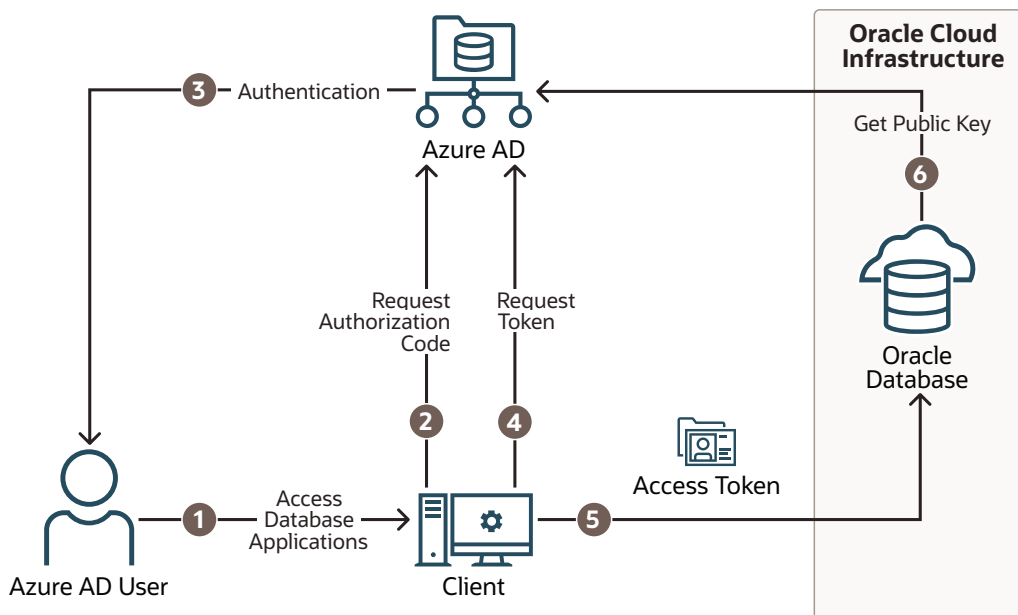 Oracle Cloud
Infrastructure
3
Authentication
Azure AD
Get Public Key
6
Request
Authorization
Code
Request
Token
Oracle
Database
2
4
Access Token
1
Access
Database
Applications
5
Azure AD User
Client